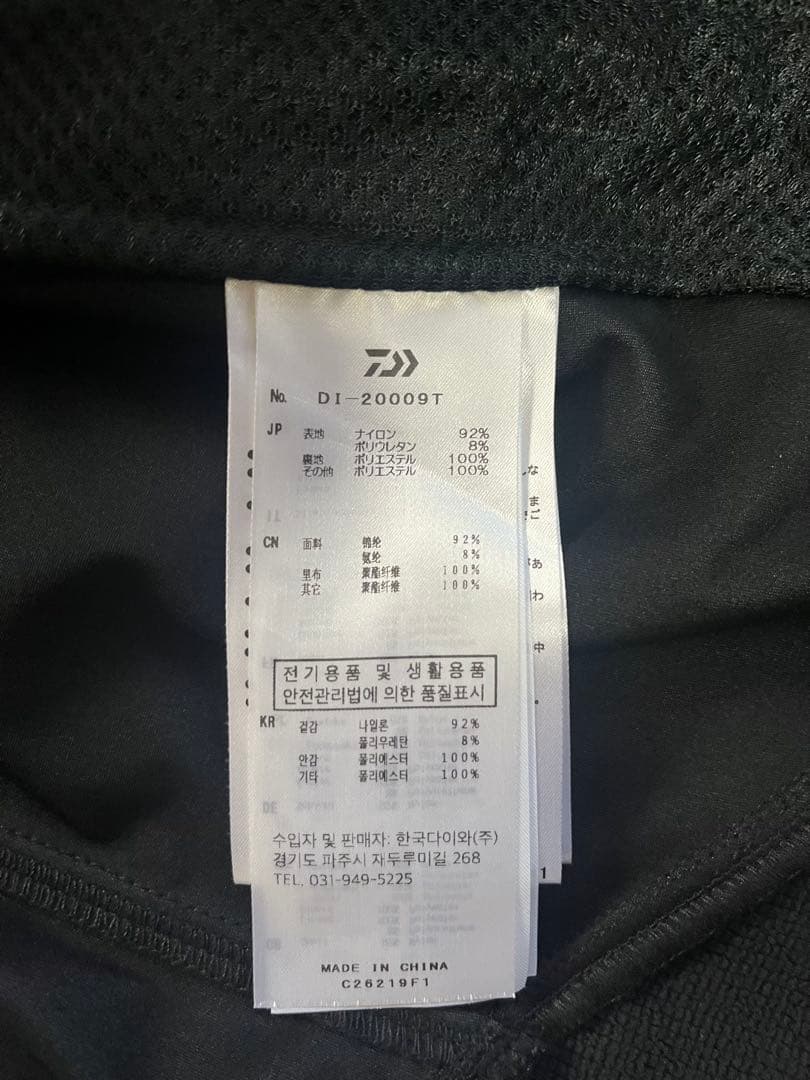 No. DI-20009T
JP 表地 ナイロン 92%
ポリウレタン 8%
裏地 ポリエステル 100%
その他 ポリエステル 100%
CN 面料 锦纶 92%
氨纶 8%
里布 聚酯纤维 100%
其它 聚酯纤维 100%
전기용품 및 생활용품
안전관리법에 의한 품질표시
KR 겉감 나일론 92%
폴리우레탄 8%
안감 폴리에스터 100%
기타 폴리에스터 100%
수입자 및 판매자: 한국다이와(주)
경기도 파주시 재두루미길 268
TEL. 031-949-5225
MADE IN CHINA
C26219F1
な
ま
ご
あ
わ
中
1